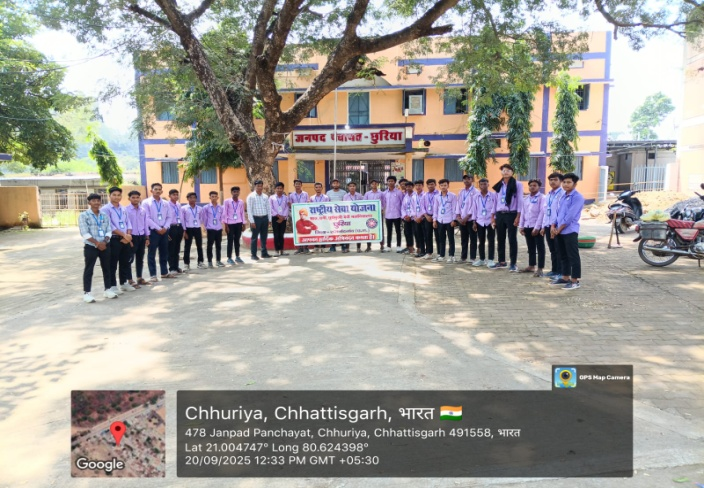 जनपद पंचायत - छुरिया
राष्ट्रीय सेवा योजना
छुरिया
GPS Map Camera
Chhuriya, Chhattisgarh, भारत
478 Janpad Panchayat, Chhuriya, Chhattisgarh 491558, भारत
Lat 21.004747° Long 80.624398°
20/09/2025 12:33 PM GMT +05:30
Google